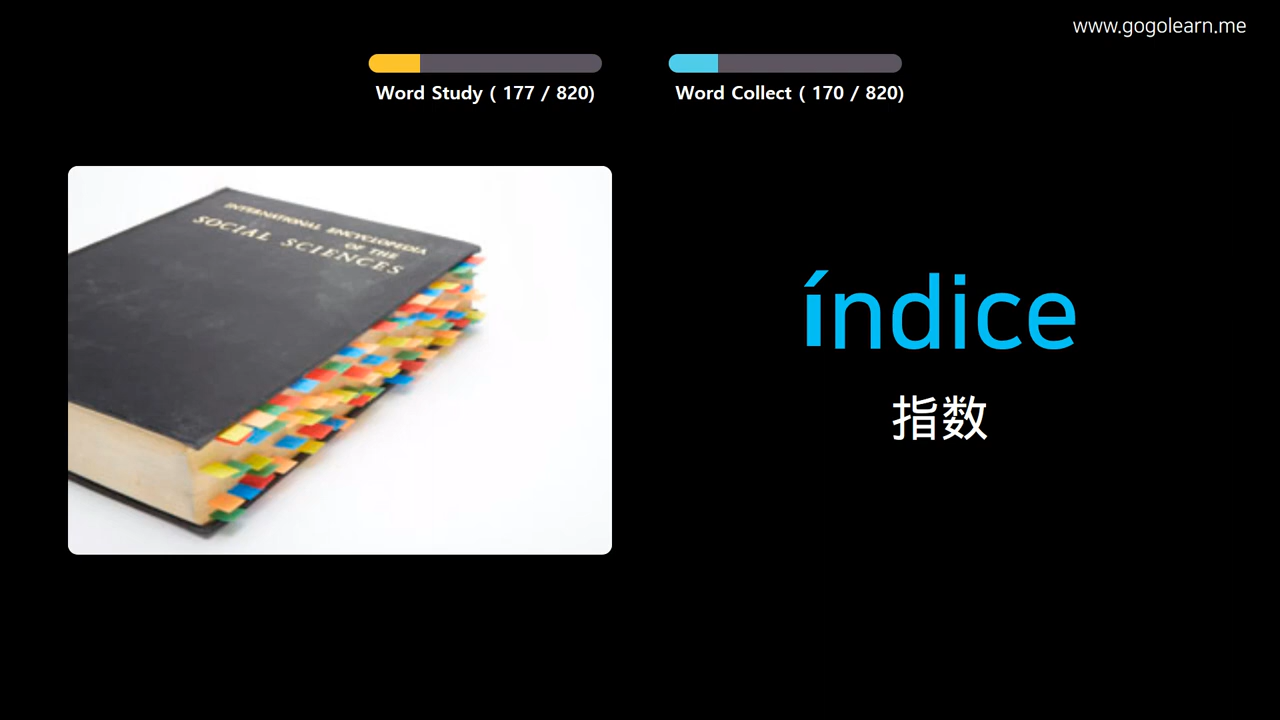 www.gogolearn.me
Word Study ( 177 / 820)
Word Collect ( 170 / 820)
INTERNATIONAL ENCYCLOPEDIA
OF THE
SOCIAL SCIENCES
índice
指数